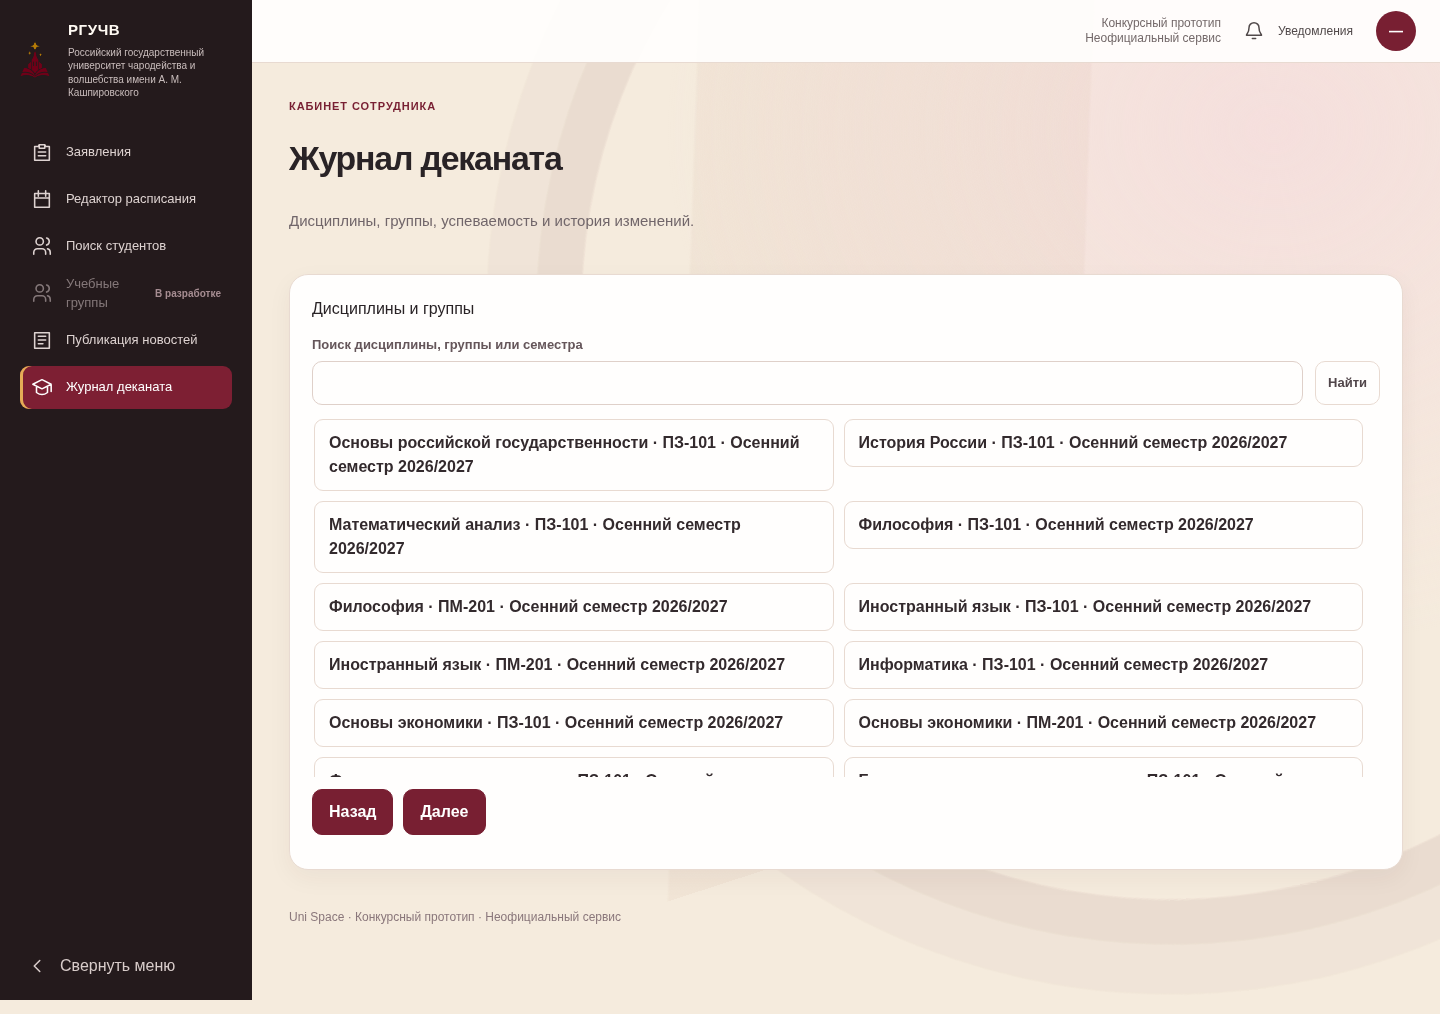 РГУЧВ
Российский государственный
университет чародейства и
волшебства имени А. М.
Кашпировского
Заявления
Редактор расписания
Поиск студентов
Учебные
группы
В разработке
Публикация новостей
Журнал деканата
Свернуть меню
Конкурсный прототип
Неофициальный сервис
Уведомления
КАБИНЕТ СОТРУДНИКА
Журнал деканата
Дисциплины, группы, успеваемость и история изменений.
Дисциплины и группы
Поиск дисциплины, группы или семестра
Найти
Основы российской государственности · ПЗ-101 · Осенний
семестр 2026/2027
История России · ПЗ-101 · Осенний семестр 2026/2027
Математический анализ · ПЗ-101 · Осенний семестр
2026/2027
Философия · ПЗ-101 · Осенний семестр 2026/2027
Философия · ПМ-201 · Осенний семестр 2026/2027
Иностранный язык · ПЗ-101 · Осенний семестр 2026/2027
Иностранный язык · ПМ-201 · Осенний семестр 2026/2027
Информатика · ПЗ-101 · Осенний семестр 2026/2027
Основы экономики · ПЗ-101 · Осенний семестр 2026/2027
Основы экономики · ПМ-201 · Осенний семестр 2026/2027
Назад
Далее
Uni Space · Конкурсный прототип · Неофициальный сервис